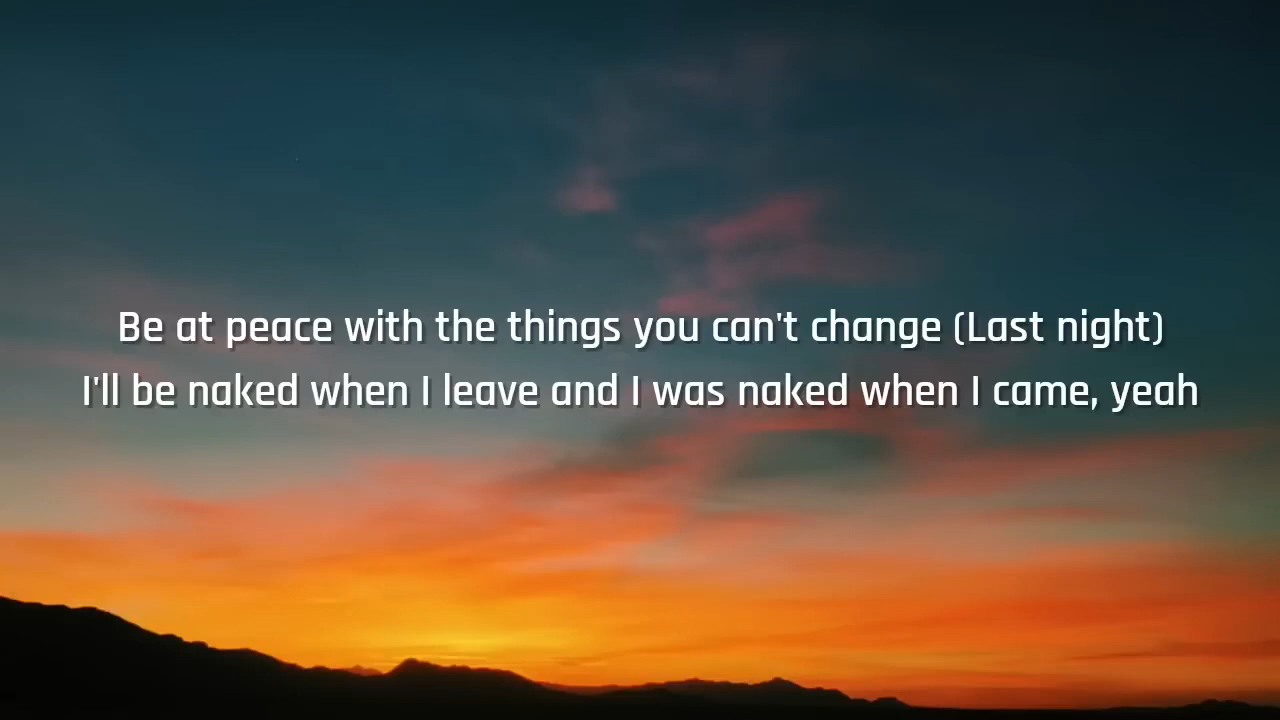 Be at peace with the things you can't change (Last night)
I'll be naked when I leave and I was naked when I came, yeah